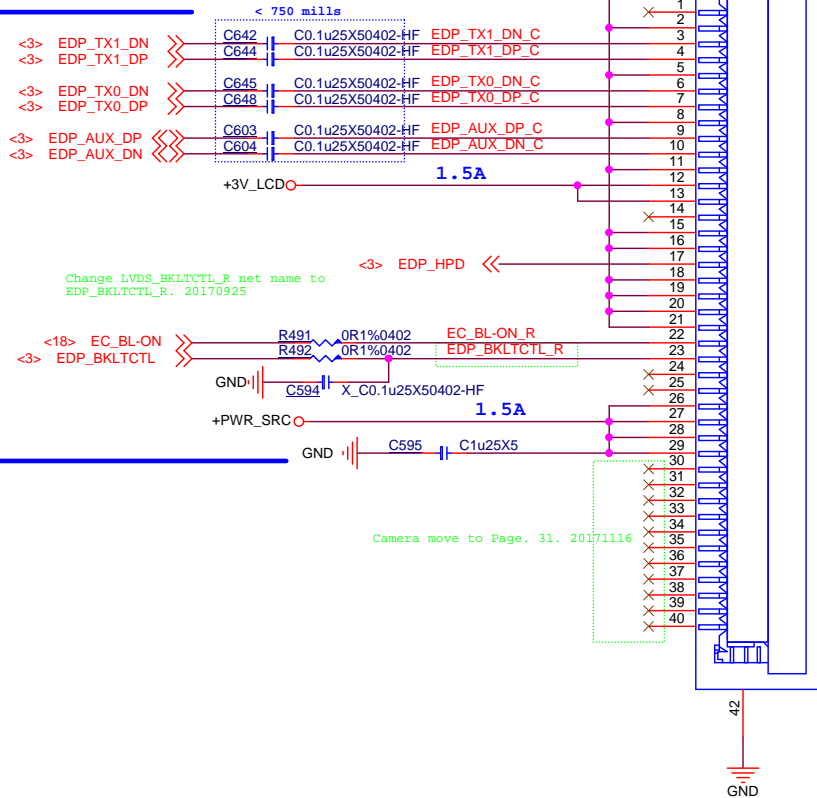 < 750 mills
<3> EDP_TX1_DN C642 C0.1u25X50402-HF EDP_TX1_DN_C
<3> EDP_TX1_DP C644 C0.1u25X50402-HF EDP_TX1_DP_C
<3> EDP_TX0_DN C645 C0.1u25X50402-HF EDP_TX0_DN_C
<3> EDP_TX0_DP C648 C0.1u25X50402-HF EDP_TX0_DP_C
<3> EDP_AUX_DP C603 C0.1u25X50402-HF EDP_AUX_DP_C
<3> EDP_AUX_DN C604 C0.1u25X50402-HF EDP_AUX_DN_C
1.5A
+3V_LCD
<3> EDP_HPD
Change LVDS_BKLTCTL_R net name to
EDP_BKLTCTL_R. 20170925
<18> EC_BL-ON R491 0R1%0402 EC_BL-ON_R
<3> EDP_BKLTCTL R492 0R1%0402 EDP_BKLTCTL_R
GND C594 X_C0.1u25X50402-HF
1.5A
+PWR_SRC
GND C595 C1u25X5
Camera move to Page. 31. 20171116
1
2
3
4
5
6
7
8
9
10
11
12
13
14
15
16
17
18
19
20
21
22
23
24
25
26
27
28
29
30
31
32
33
34
35
36
37
38
39
40
42
GND